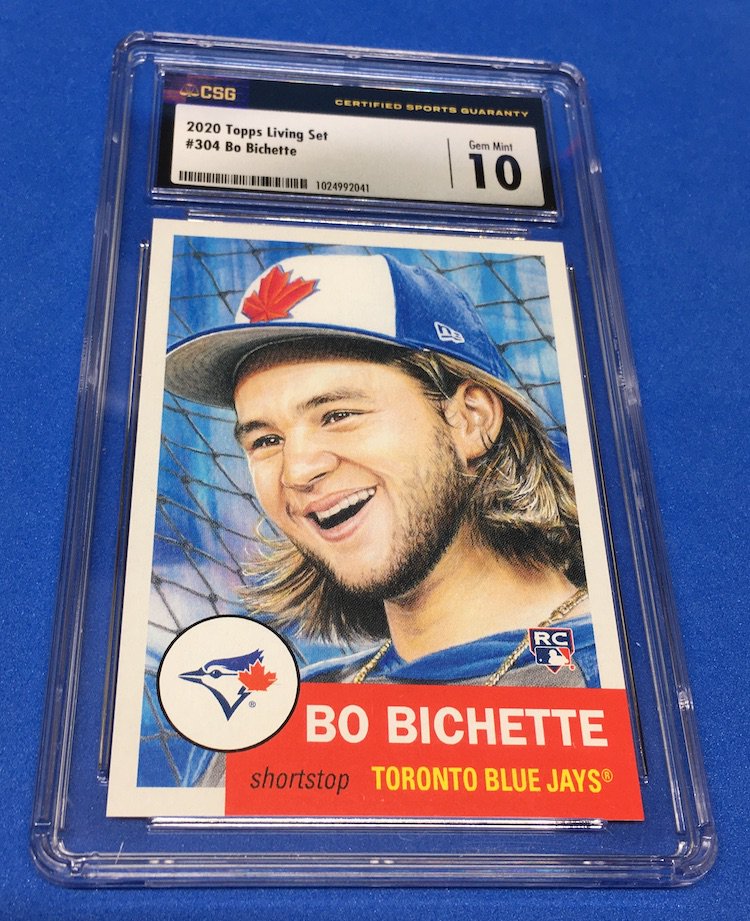 CSG
CERTIFIED SPORTS GUARANTY
2020 Topps Living Set
#304 Bo Bichette
Gem Mint
10
1024992041
RC
BO BICHETTE
shortstop TORONTO BLUE JAYS®